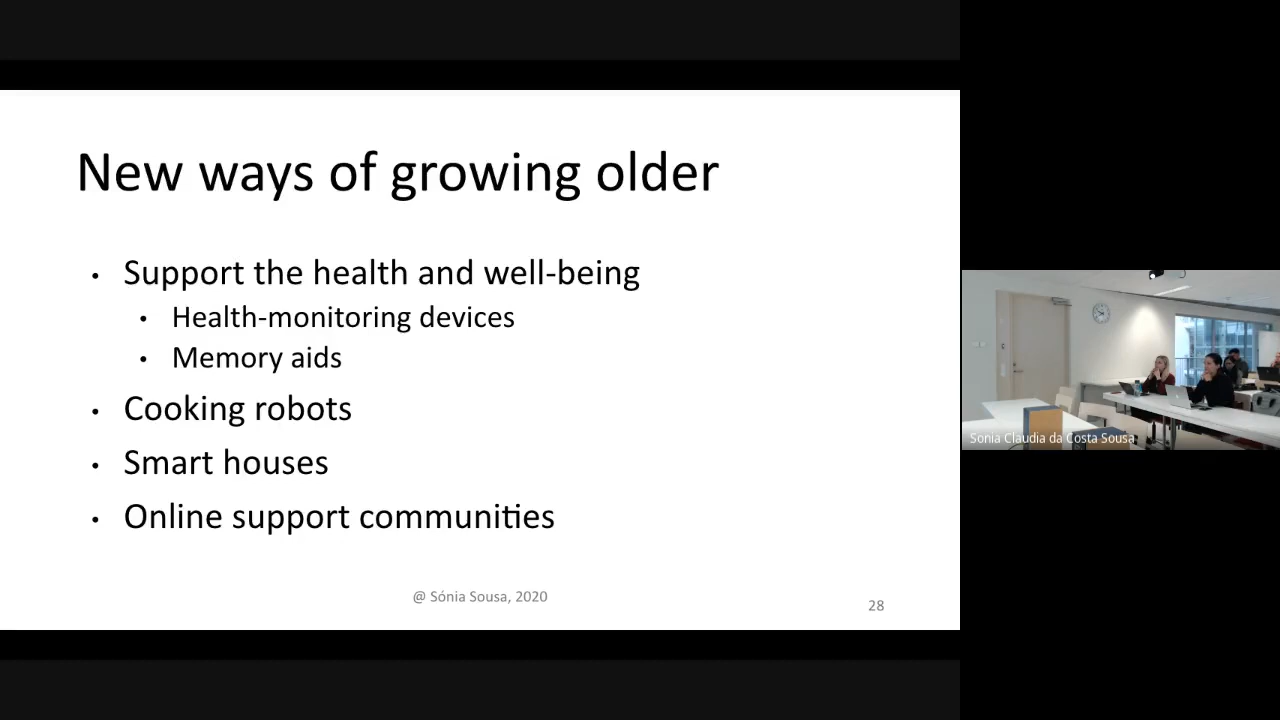 New ways of growing older
• Support the health and well-being
• Health-monitoring devices
• Memory aids
• Cooking robots
• Smart houses
• Online support communities
@ Sónia Sousa, 2020
28
Sonia Claudia da Costa Sousa